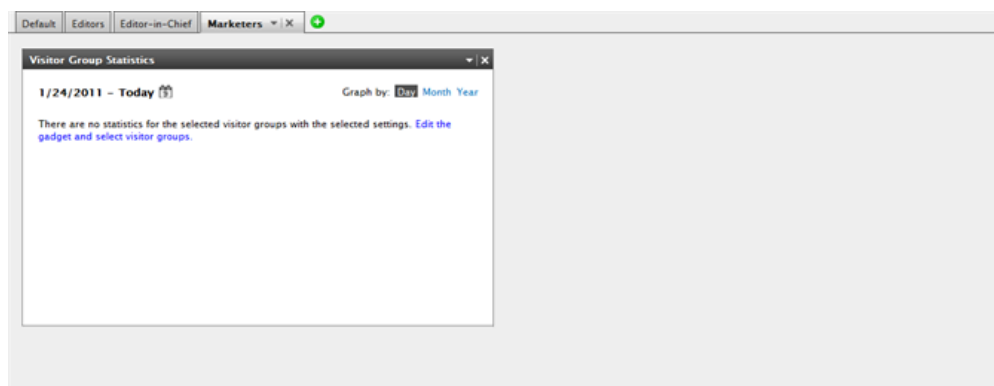 Default Editors Editor-in-Chief Marketers
Visitor Group Statistics
1/24/2011 – Today Graph by: Day Month Year
There are no statistics for the selected visitor groups with the selected settings. Edit the
gadget and select visitor groups.